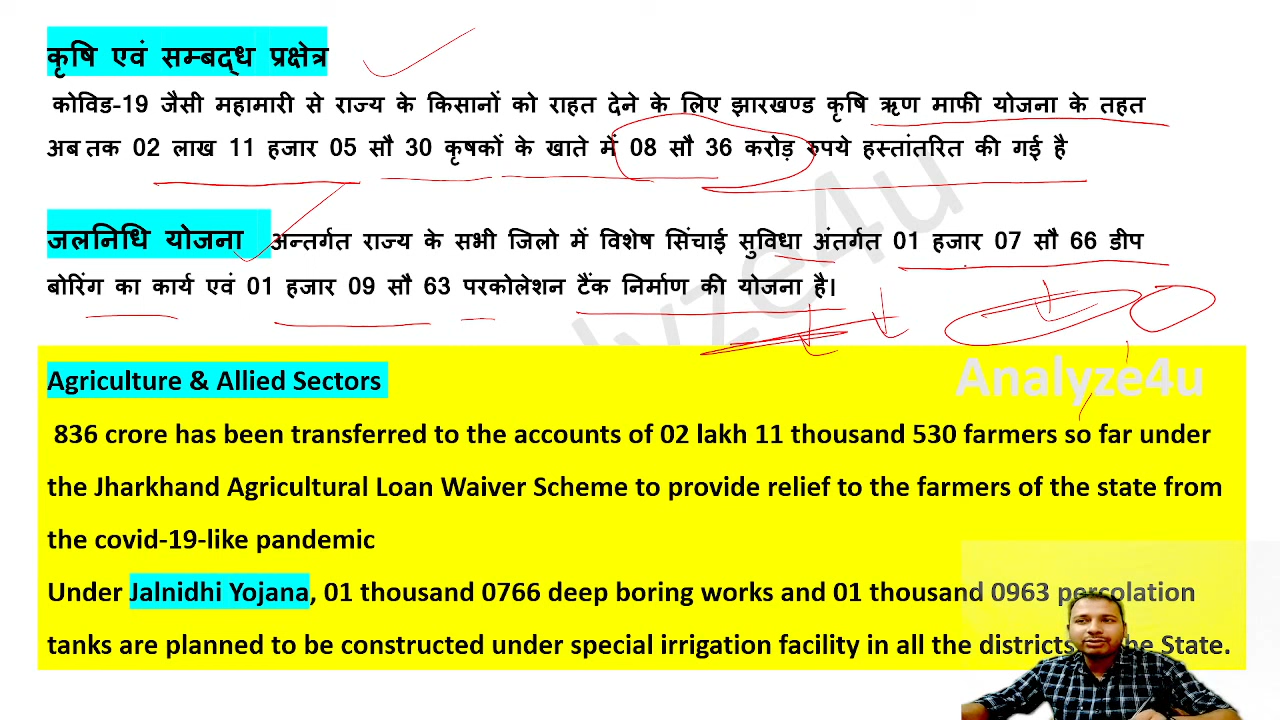 कृषि एवं सम्बद्ध प्रक्षेत्र
कोविड-19 जैसी महामारी से राज्य के किसानों को राहत देने के लिए झारखण्ड कृषि ऋण माफी योजना के तहत
अब तक 02 लाख 11 हजार 05 सौ 30 कृषकों के खाते में 08 सौ 36 करोड़ रुपये हस्तांतरित की गई है
जलनिधि योजना अन्तर्गत राज्य के सभी जिलो में विशेष सिंचाई सुविधा अंतर्गत 01 हजार 07 सौ 66 डीप
बोरिंग का कार्य एवं 01 हजार 09 सौ 63 परकोलेशन टैंक निर्माण की योजना है।
Agriculture & Allied Sectors
Analyze4u
836 crore has been transferred to the accounts of 02 lakh 11 thousand 530 farmers so far under
the Jharkhand Agricultural Loan Waiver Scheme to provide relief to the farmers of the state from
the covid-19-like pandemic
Under Jalnidhi Yojana, 01 thousand 0766 deep boring works and 01 thousand 0963 percolation
tanks are planned to be constructed under special irrigation facility in all the districts the State.